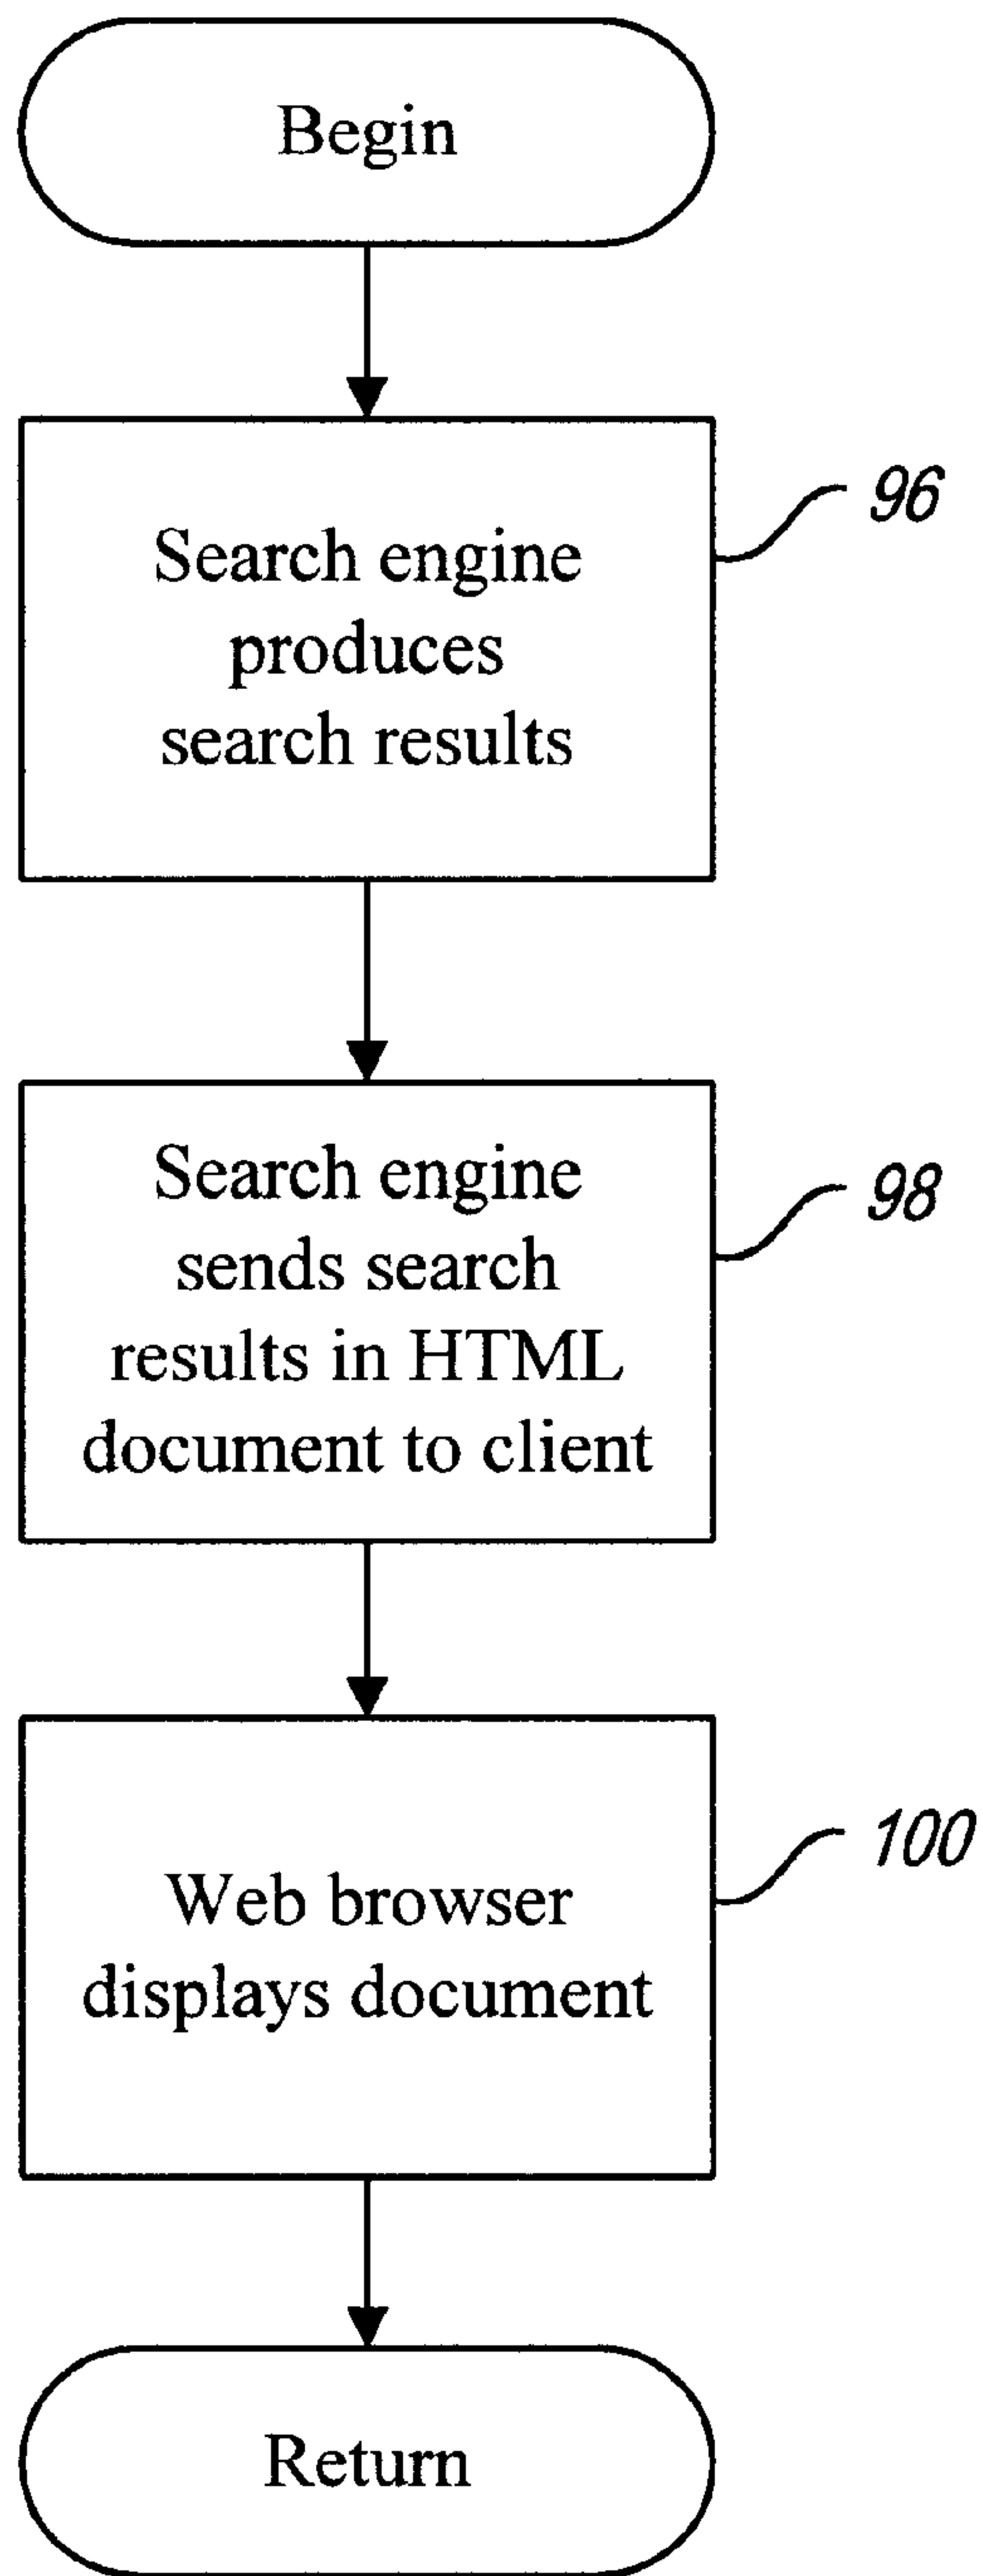 Begin
96
Search engine
produces
search results
98
Search engine
sends search
results in HTML
document to client
100
Web browser
displays document
Return